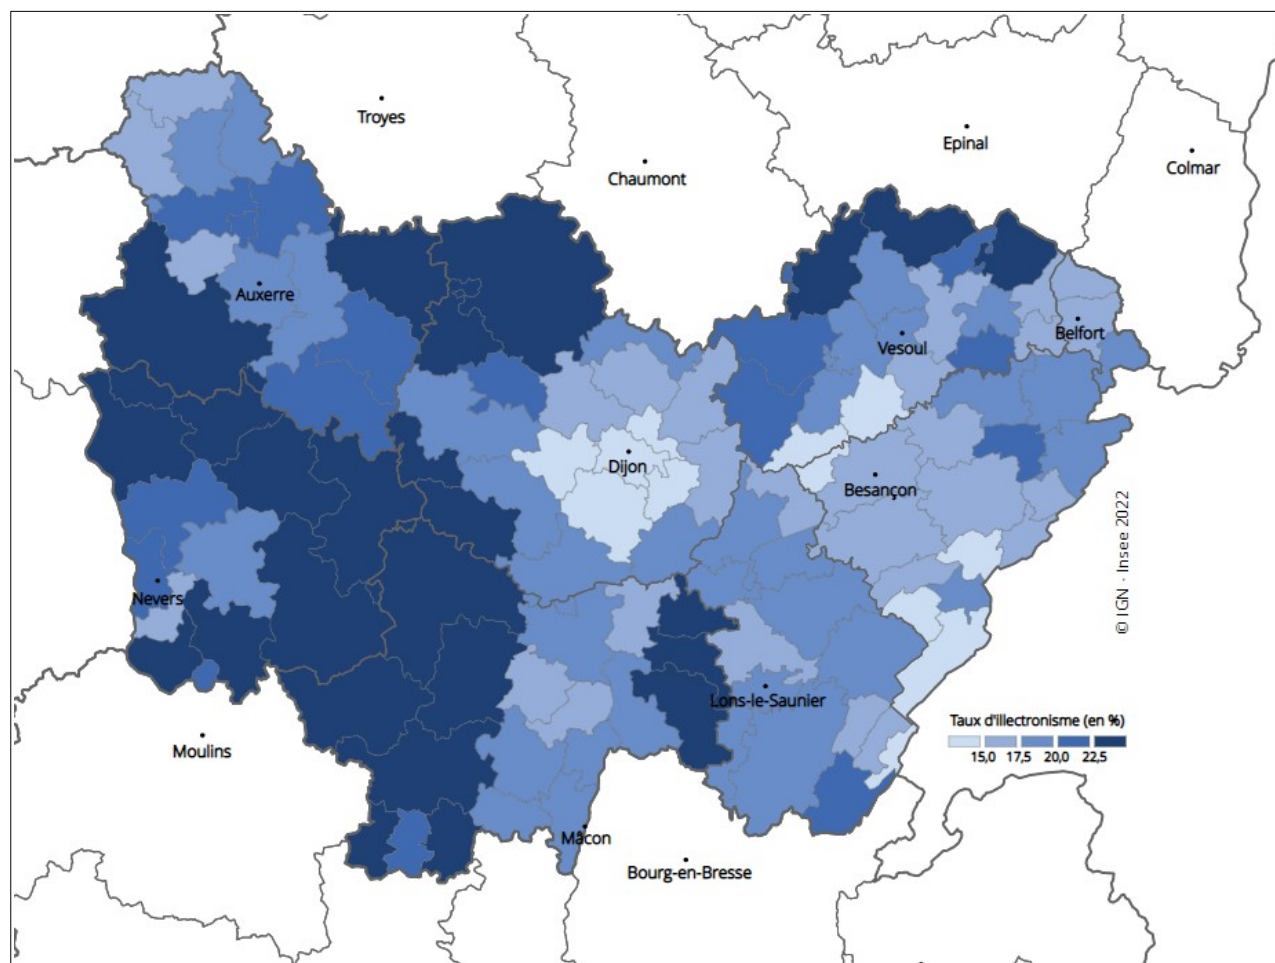 Troyes
Epinal
Colmar
Chaumont
Auxerre
Belfort
Vesoul
Dijon
Besançon
© IGN - Insee 2022
Nevers
Lons-le-Saunier
Taux d'illectronisme (en %)
15,0 17,5 20,0 22,5
Moulins
Mâcon
Bourg-en-Bresse